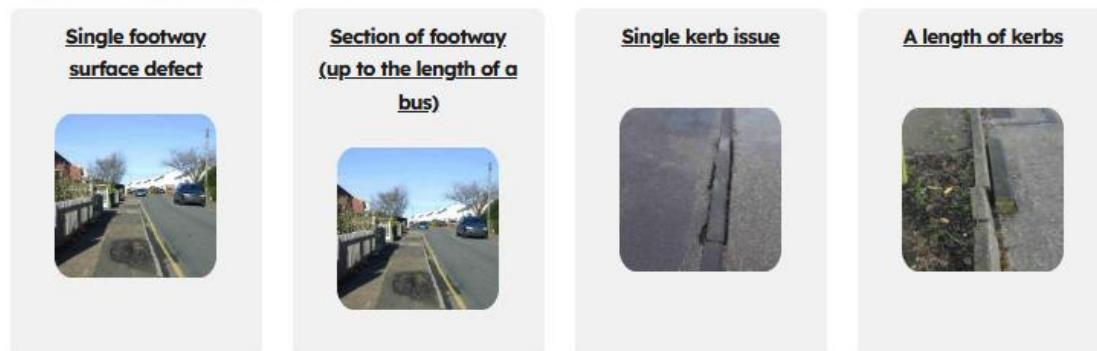 Single footway
surface defect
Section of footway
(up to the length of a
bus)
Single kerb issue
A length of kerbs